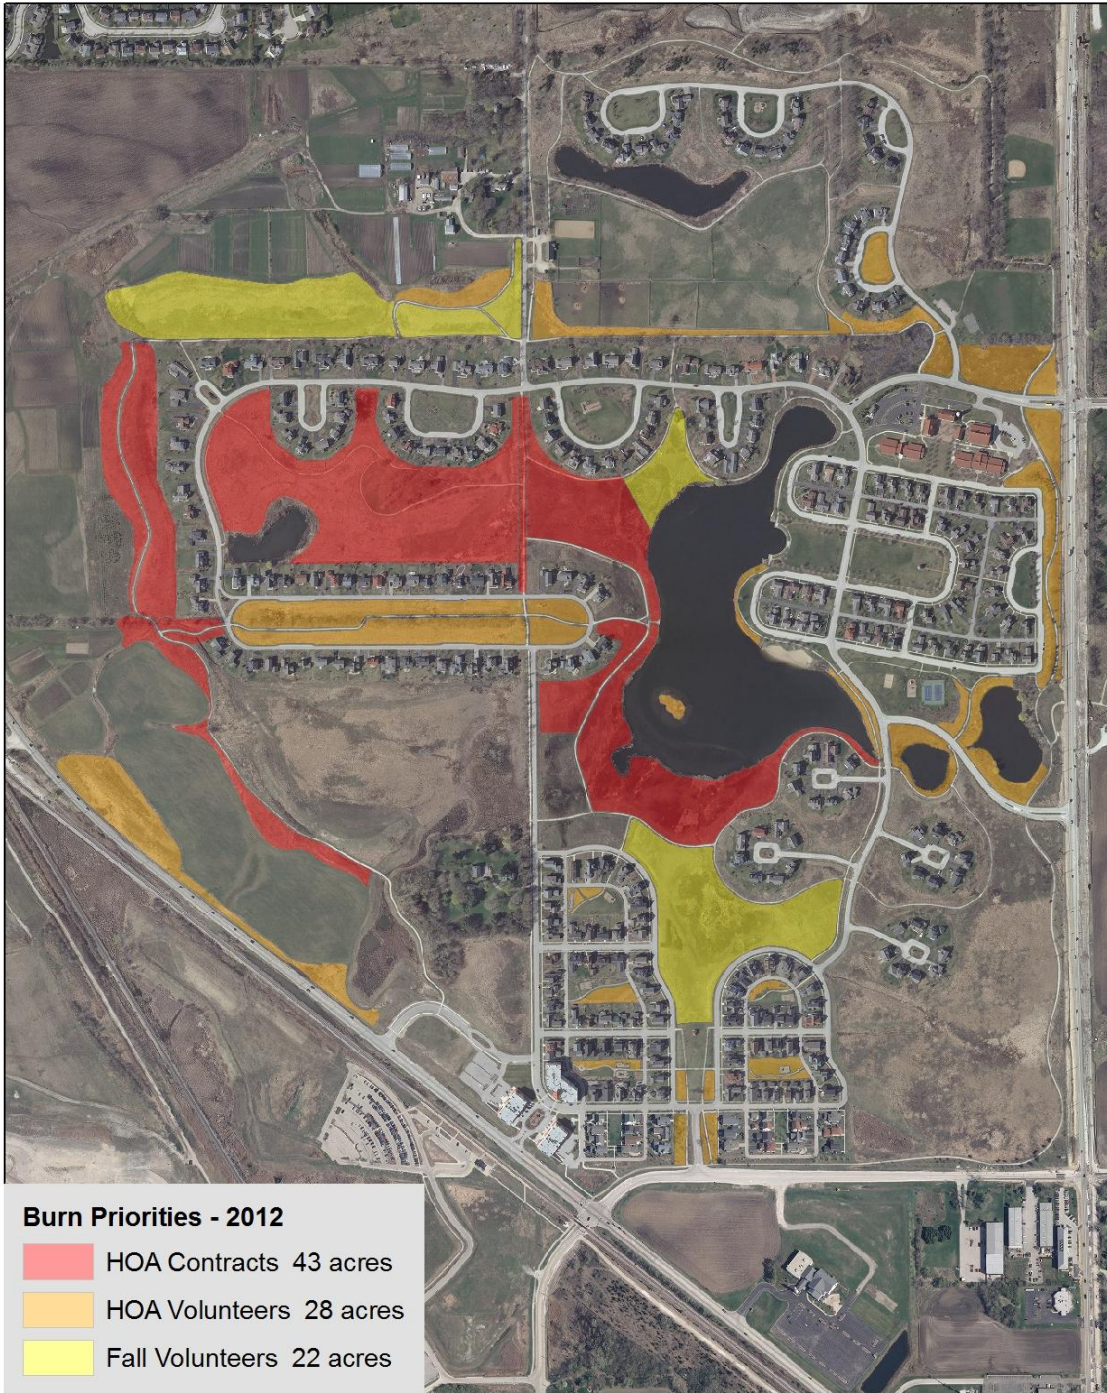 Burn Priorities - 2012
HOA Contracts 43 acres
HOA Volunteers 28 acres
Fall Volunteers 22 acres